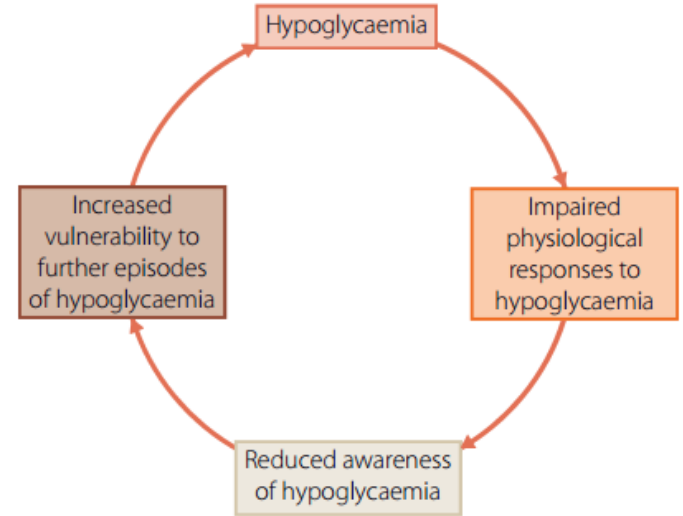 Hypoglycaemia
Impaired
physiological
responses to
hypoglycaemia
Reduced awareness
of hypoglycaemia
Increased
vulnerability to
further episodes
of hypoglycaemia